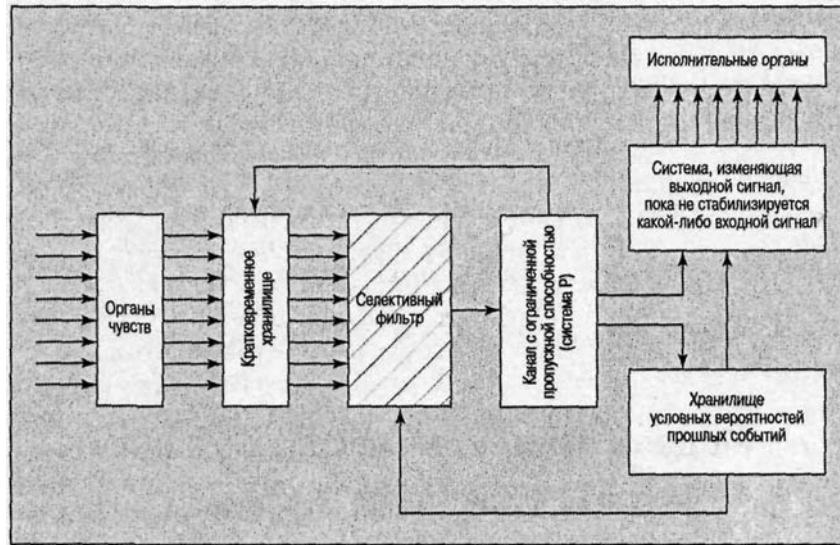 Исполнительные органы
Система, изменяющая
выходной сигнал,
пока не стабилизируется
какой-либо входной сигнал
Органы
чувств
Кратковременное
хранилище
Селективный
фильтр
Канал с ограниченной
пропускной способностью
(система P)
Хранилище
условных вероятностей
прошлых событий